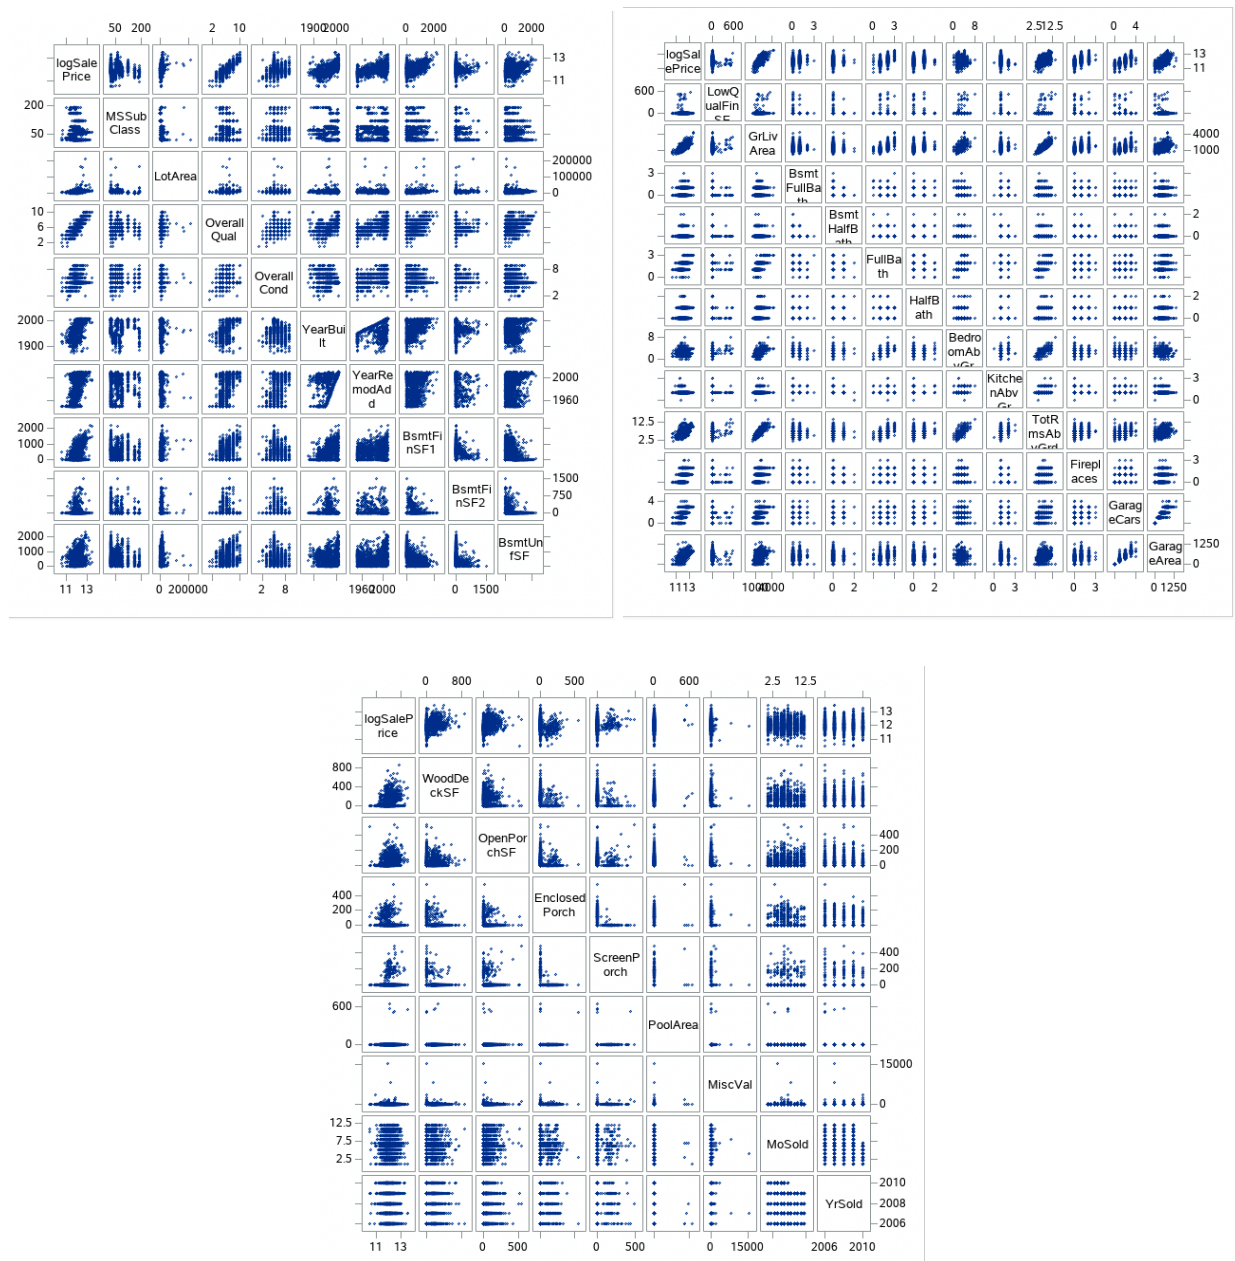 50 200 2 10 1900 2000 0 2000 0 2000
logSale
Price
13
11
200
50
MSSub
Class
LotArea
200000
100000
0
10
6
2
Overall
Qual
Overall
Cond
8
2
2000
1900
YearBui
lt
YearRe
modAd
d
2000
1960
2000
1000
0
BsmtFi
nSF1
BsmtFi
nSF2
1500
750
0
2000
1000
0
BsmtUn
fSF
11 13 0 200000 2 8 1960 2000 0 1500
0 600 0 3 0 3 0 8 2.5 12.5 0 4
logSal
ePrice
13
11
600
0
LowQ
ualFin
SF
GrLiv
Area
4000
1000
3
0
Bsmt
FullBa
th
Bsmt
HalfB
ath
2
0
3
0
FullBa
th
HalfB
ath
2
0
8
0
Bedro
omAb
vGr
Kitche
nAbv
Gr
3
0
12.5
2.5
TotR
msAb
vGrd
Firepl
aces
3
0
4
0
Garag
eCars
Garag
eArea
1250
0
11 13 1000 4000 0 2 0 2 0 3 0 3 0 1250
0 800 0 500 0 600 2.5 12.5
logSaleP
rice
13
12
11
800
400
0
WoodDe
ckSF
OpenPor
chSF
400
200
0
400
200
0
Enclosed
Porch
ScreenP
orch
400
200
0
600
0
PoolArea
MiscVal
15000
0
12.5
7.5
2.5
MoSold
YrSold
2010
2008
2006
11 13 0 500 0 500 0 15000 2006 2010